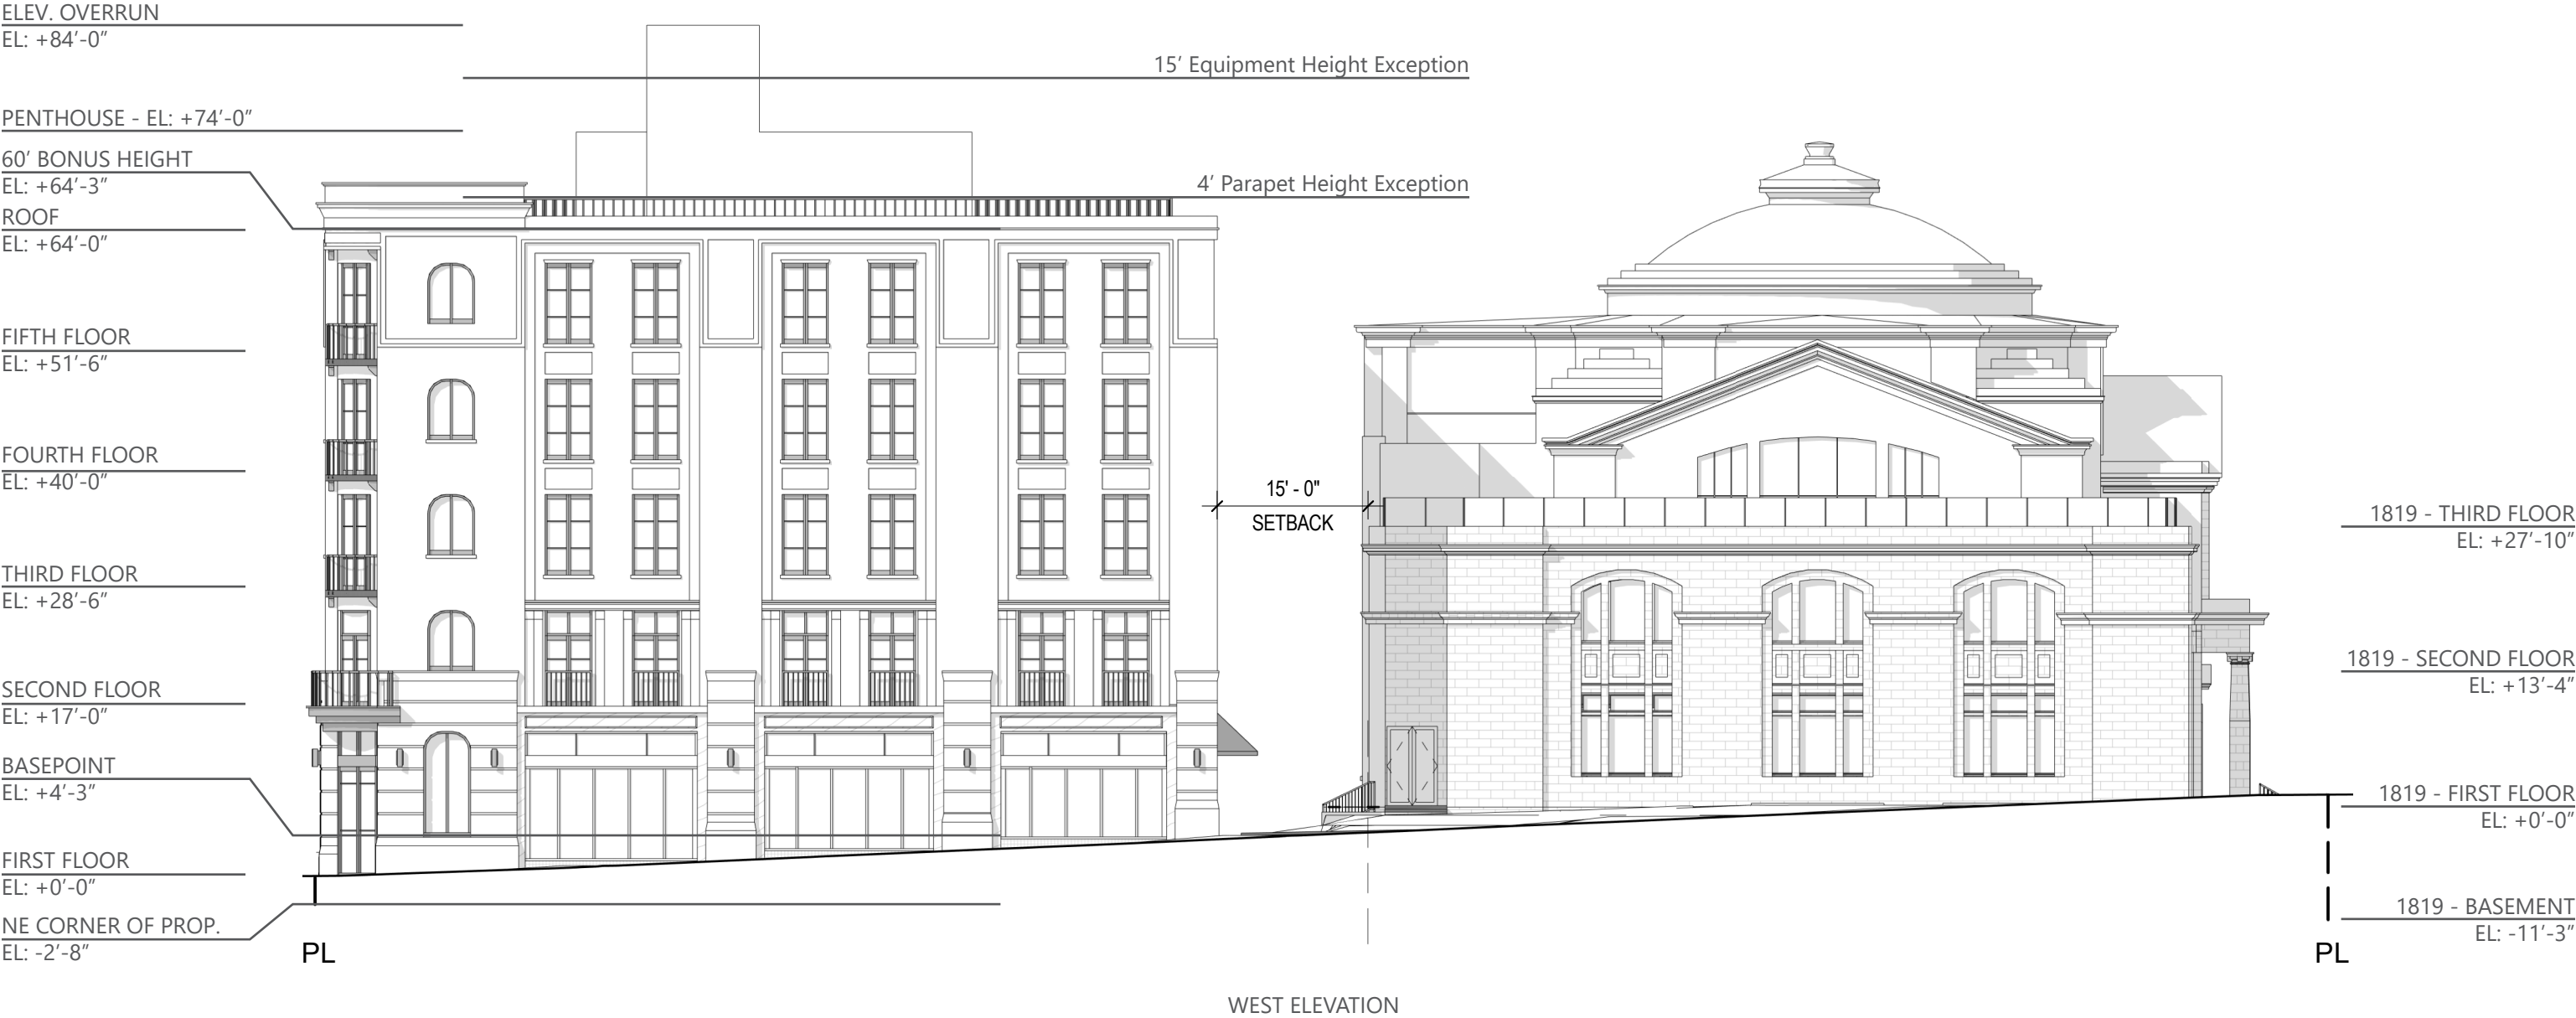 ELEV. OVERRUN
EL: +84’-0”
15’ Equipment Height Exception
PENTHOUSE - EL: +74’-0”
60’ BONUS HEIGHT
EL: +64’-3”
4’ Parapet Height Exception
ROOF
EL: +64’-0”
FIFTH FLOOR
EL: +51’-6”
FOURTH FLOOR
EL: +40’-0”
15' - 0"
SETBACK
THIRD FLOOR
EL: +28’-6”
SECOND FLOOR
EL: +17’-0”
BASEPOINT
EL: +4’-3”
FIRST FLOOR
EL: +0’-0”
NE CORNER OF PROP.
EL: -2’-8”
PL
1819 - THIRD FLOOR
EL: +27’-10”
1819 - SECOND FLOOR
EL: +13’-4”
1819 - FIRST FLOOR
EL: +0’-0”
1819 - BASEMENT
EL: -11’-3”
PL
WEST ELEVATION